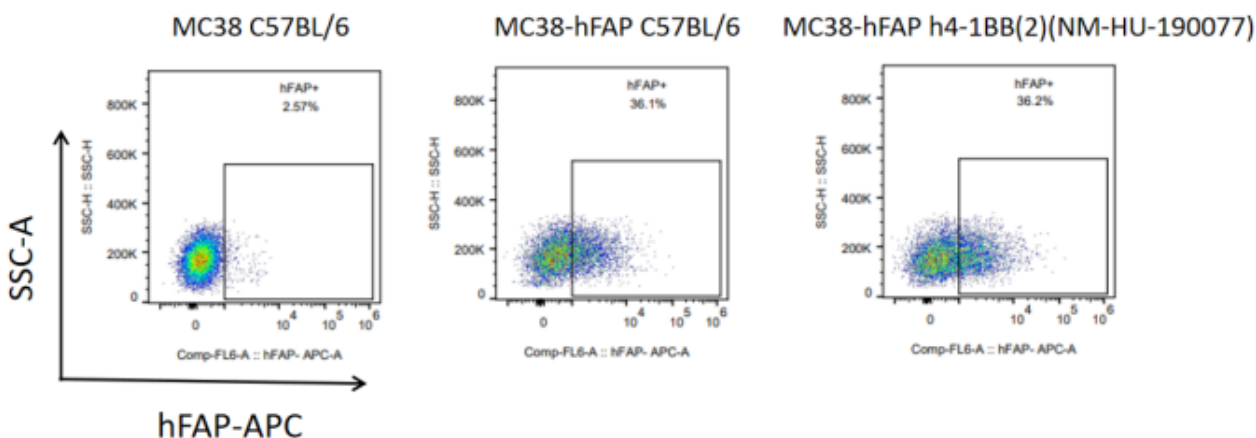 MC38 C57BL/6
hFAP+
2.57%
800K
600K
400K
200K
0
SSC-H :: SSC-H
0
10^4
10^5
10^6
Comp-FL6-A :: hFAP- APC-A
MC38-hFAP C57BL/6
hFAP+
36.1%
800K
600K
400K
200K
0
SSC-H :: SSC-H
0
10^4
10^5
10^6
Comp-FL6-A :: hFAP- APC-A
MC38-hFAP h4-1BB(2)(NM-HU-190077)
hFAP+
36.2%
800K
600K
400K
200K
0
SSC-H :: SSC-H
0
10^4
10^5
10^6
Comp-FL6-A :: hFAP- APC-A
SSC-A
hFAP-APC